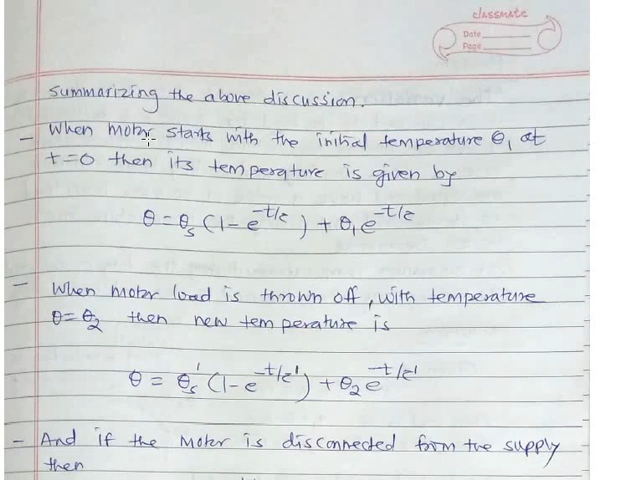 classmate
Date
Page
summarizing the above discussion.
- When motor starts with the initial temperature θ₁ at
t=0 then its temperature is given by
θ = θₛ (1 - e^(-t/τ)) + θ₁ e^(-t/τ)
- When motor load is thrown off, with temperature
θ=θ₂ then new temperature is
θ = θₛ' (1 - e^(-t/τ')) + θ₂ e^(-t/τ')
- And if the Motor is disconnected from the supply
then